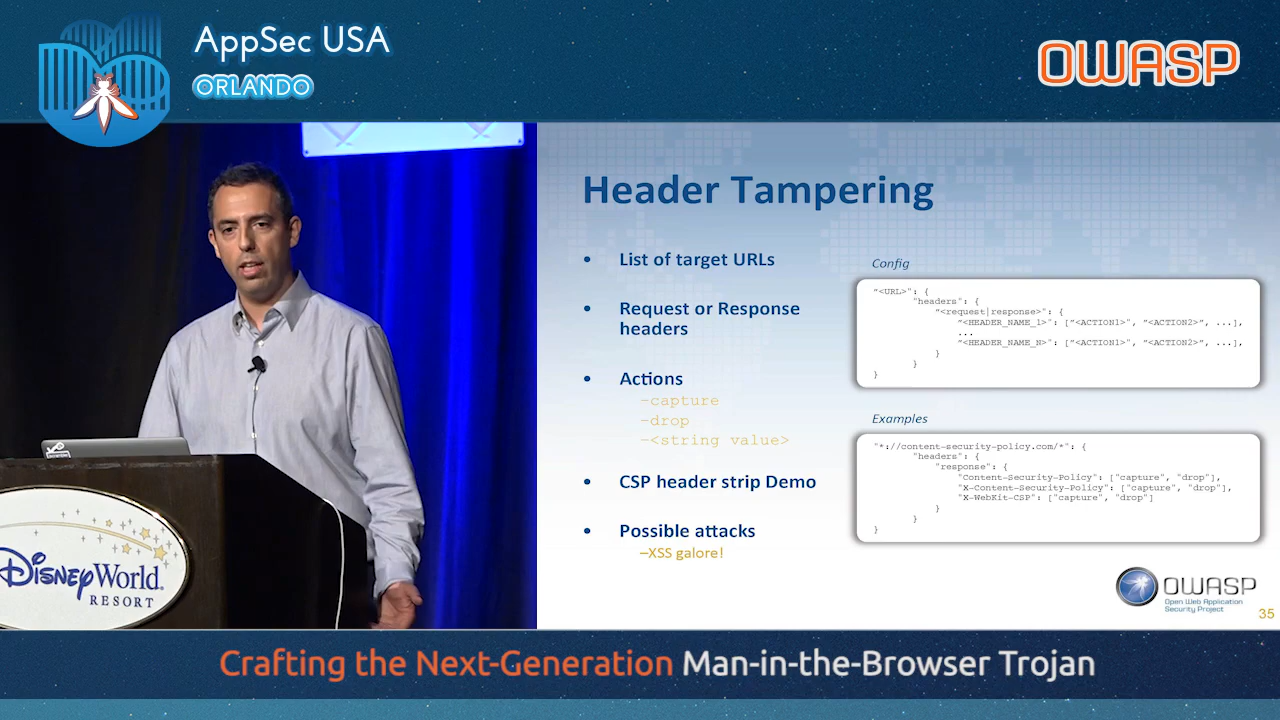 AppSec USA
ORLANDO
OWASP
Header Tampering
• List of target URLs
• Request or Response
headers
• Actions
–capture
–drop
–<string value>
• CSP header strip Demo
• Possible attacks
–XSS galore!
Config
"<URL>": {
"headers": {
"<request|response>": {
"<HEADER_NAME_1>": ["<ACTION1>", "<ACTION2>", ...],
...
"<HEADER_NAME_N>": ["<ACTION1>", "<ACTION2>", ...],
}
}
}
Examples
"*://content-security-policy.com/*": {
"headers": {
"response": {
"Content-Security-Policy": ["capture", "drop"],
"X-Content-Security-Policy": ["capture", "drop"],
"X-WebKit-CSP": ["capture", "drop"]
}
}
}
OWASP
Open Web Application
Security Project
35
Disney World.
RESORT
Crafting the Next-Generation Man-in-the-Browser Trojan